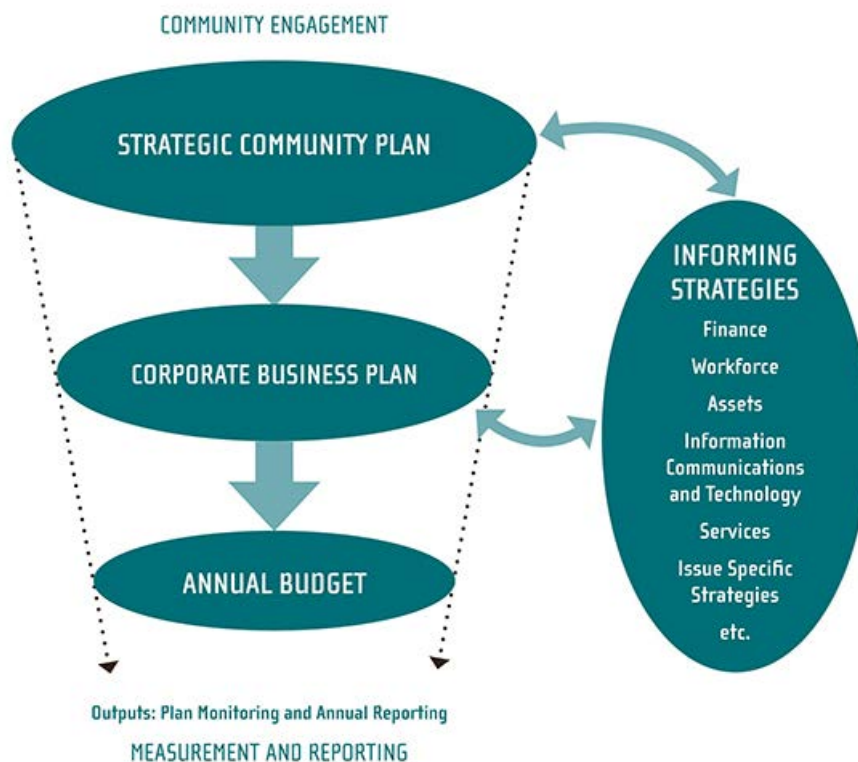 COMMUNITY ENGAGEMENT
STRATEGIC COMMUNITY PLAN
CORPORATE BUSINESS PLAN
ANNUAL BUDGET
INFORMING
STRATEGIES
Finance
Workforce
Assets
Information
Communications
and Technology
Services
Issue Specific
Strategies
etc.
Outputs: Plan Monitoring and Annual Reporting
MEASUREMENT AND REPORTING